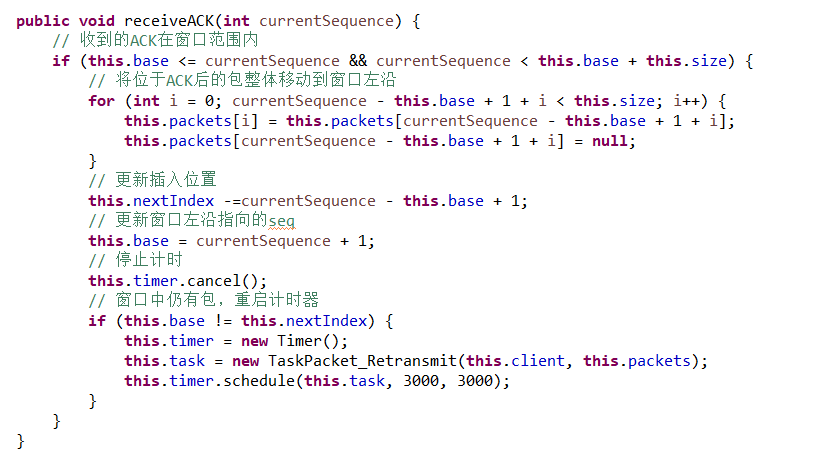 public void receiveACK(int currentSequence) {
    // 收到的ACK在窗口范围内
    if (this.base <= currentSequence && currentSequence < this.base + this.size) {
        // 将位于ACK后的包整体移动到窗口左沿
        for (int i = 0; currentSequence - this.base + 1 + i < this.size; i++) {
            this.packets[i] = this.packets[currentSequence - this.base + 1 + i];
            this.packets[currentSequence - this.base + 1 + i] = null;
        }
        // 更新插入位置
        this.nextIndex -=currentSequence - this.base + 1;
        // 更新窗口左沿指向的seq
        this.base = currentSequence + 1;
        // 停止计时
        this.timer.cancel();
        // 窗口中仍有包，重启计时器
        if (this.base != this.nextIndex) {
            this.timer = new Timer();
            this.task = new TaskPacket_Retransmit(this.client, this.packets);
            this.timer.schedule(this.task, 3000, 3000);
        }
    }
}